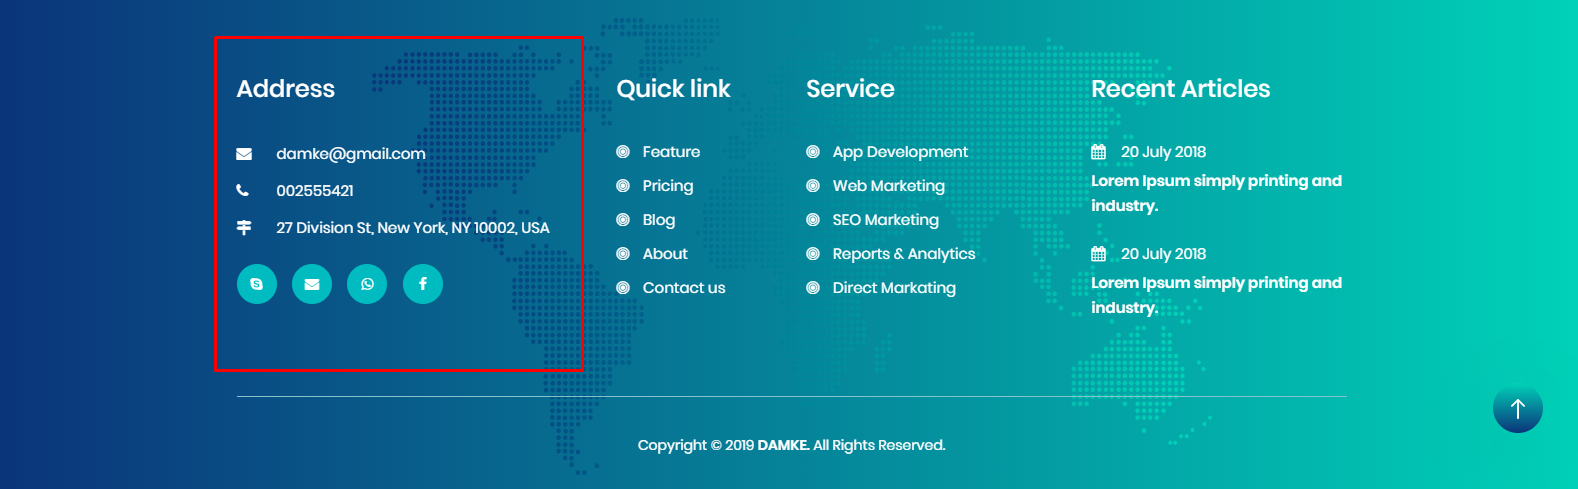 Address
damke@gmail.com
002555421
27 Division St, New York, NY 10002, USA
Quick link
Feature
Pricing
Blog
About
Contact us
Service
App Development
Web Marketing
SEO Marketing
Reports & Analytics
Direct Markating
Recent Articles
20 July 2018
Lorem Ipsum simply printing and
industry.
20 July 2018
Lorem Ipsum simply printing and
industry.
Copyright © 2019 DAMKE. All Rights Reserved.